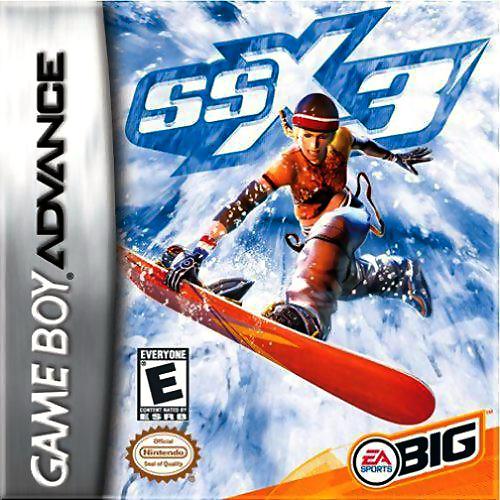 GAME BOY ADVANCE
SSX3
EVERYONE
E
CONTENT RATED BY
ESRB
Official
Nintendo
Seal of Quality
EA
SPORTS
BIG